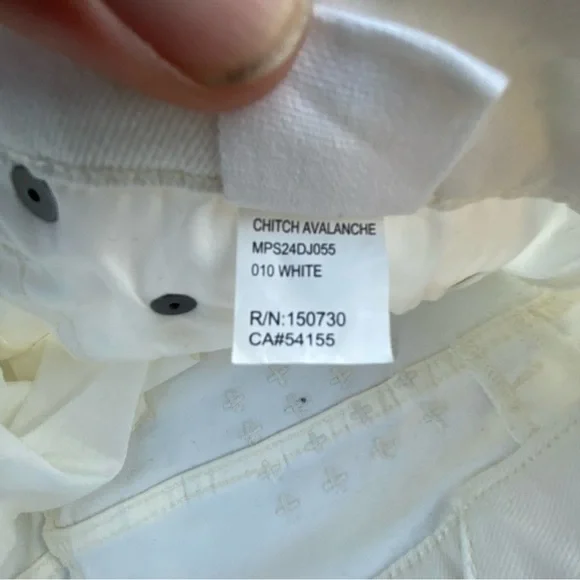 CHITCH AVALANCHE
MPS24DJ055
010 WHITE
R/N:150730
CA#54155